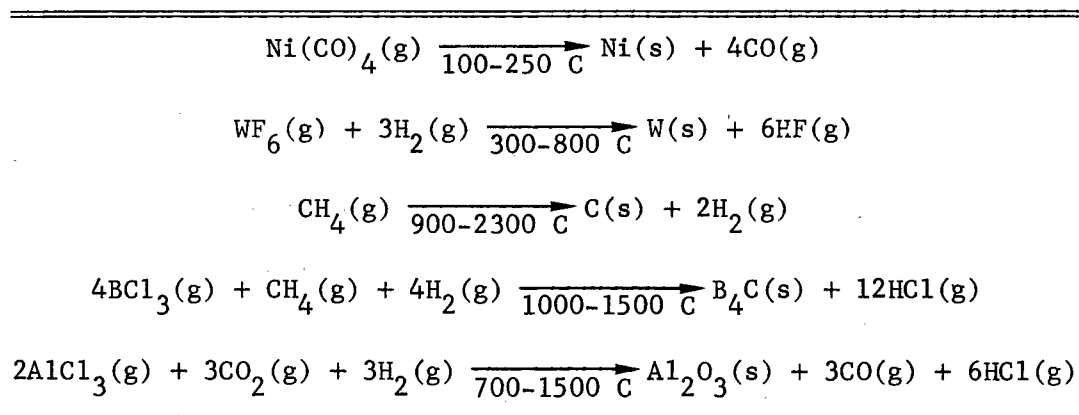 Ni(CO)4(g) 100-250 C Ni(s) + 4CO(g)
WF6(g) + 3H2(g) 300-800 C W(s) + 6HF(g)
CH4(g) 900-2300 C C(s) + 2H2(g)
4BCl3(g) + CH4(g) + 4H2(g) 1000-1500 C B4C(s) + 12HCl(g)
2AlCl3(g) + 3CO2(g) + 3H2(g) 700-1500 C Al2O3(s) + 3CO(g) + 6HCl(g)